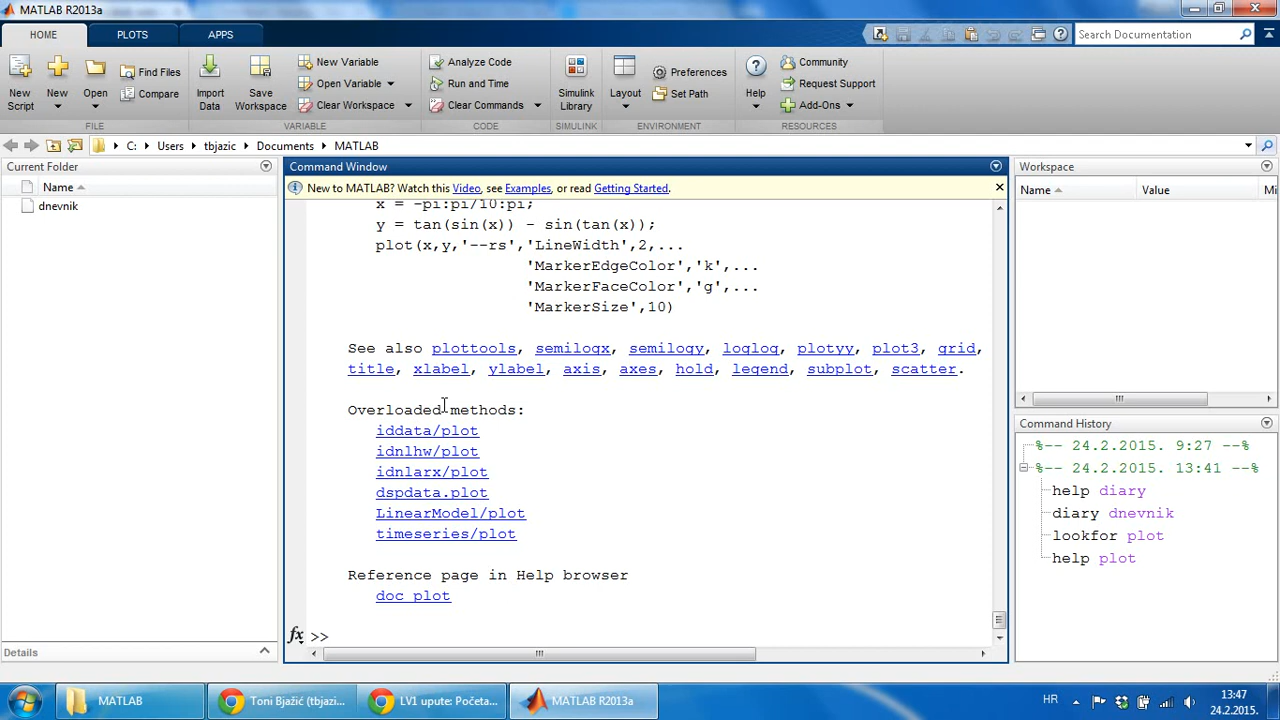 MATLAB R2013a
HOME
PLOTS
APPS
Search Documentation
New Script
New
Open
Find Files
Compare
Import Data
Save Workspace
New Variable
Open Variable
Clear Workspace
Analyze Code
Run and Time
Clear Commands
Simulink Library
Layout
Preferences
Set Path
Help
Community
Request Support
Add-Ons
FILE
VARIABLE
CODE
SIMULINK
ENVIRONMENT
RESOURCES
C: Users tbjazic Documents MATLAB
Current Folder
Name
dnevnik
Details
Command Window
New to MATLAB? Watch this Video, see Examples, or read Getting Started.
x = -pi:pi/10:pi;
y = tan(sin(x)) - sin(tan(x));
plot(x,y,'--rs','LineWidth',2,...
'MarkerEdgeColor','k',...
'MarkerFaceColor','g',...
'MarkerSize',10)
See also plottools, semilogx, semilogy, loglog, plotyy, plot3, grid,
title, xlabel, ylabel, axis, axes, hold, legend, subplot, scatter.
Overloaded methods:
iddata/plot
idnlhw/plot
idnlarx/plot
dspdata.plot
LinearModel/plot
timeseries/plot
Reference page in Help browser
doc plot
fx >>
Workspace
Name Value Mi
Command History
%-- 24.2.2015. 9:27 --%
%-- 24.2.2015. 13:41 --%
help diary
diary dnevnik
lookfor plot
help plot
MATLAB
Toni Bjažić (tbjazi...
LV1 upute: Početa...
MATLAB R2013a
HR
13:47
24.2.2015.